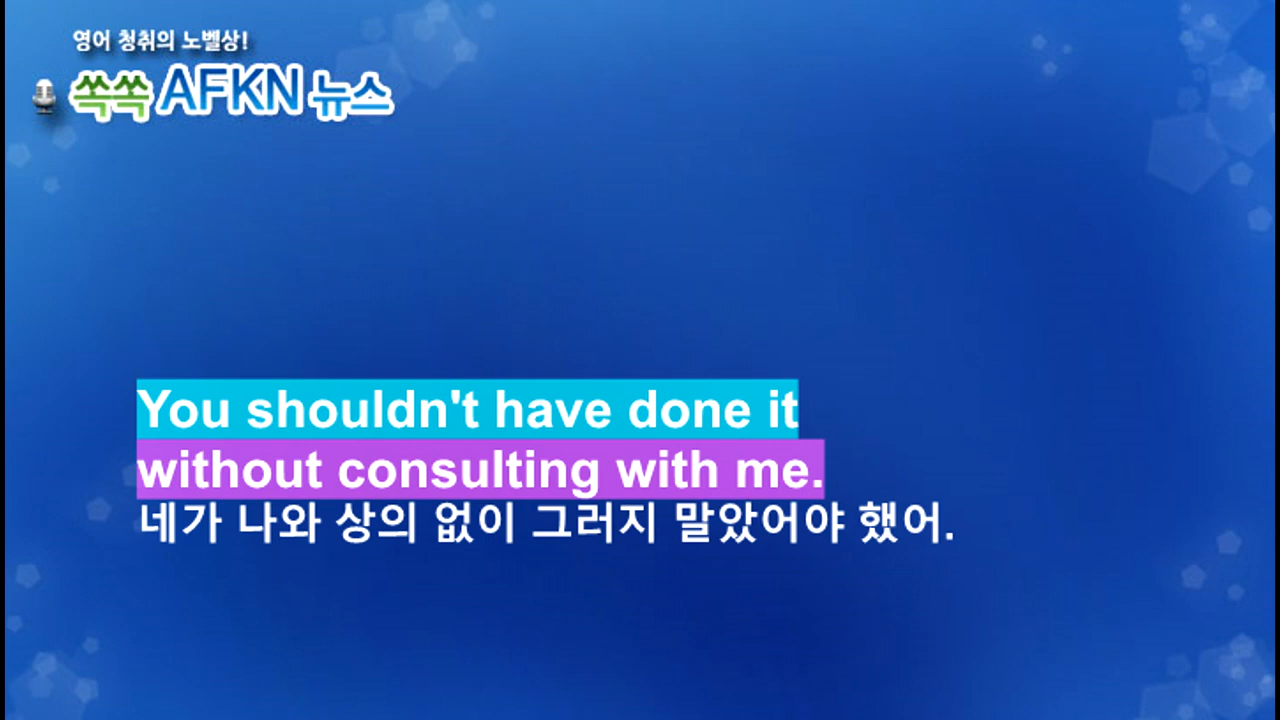 영어 청취의 노벨상!
쏙쏙 AFKN 뉴스
You shouldn't have done it
without consulting with me.
네가 나와 상의 없이 그러지 말았어야 했어.